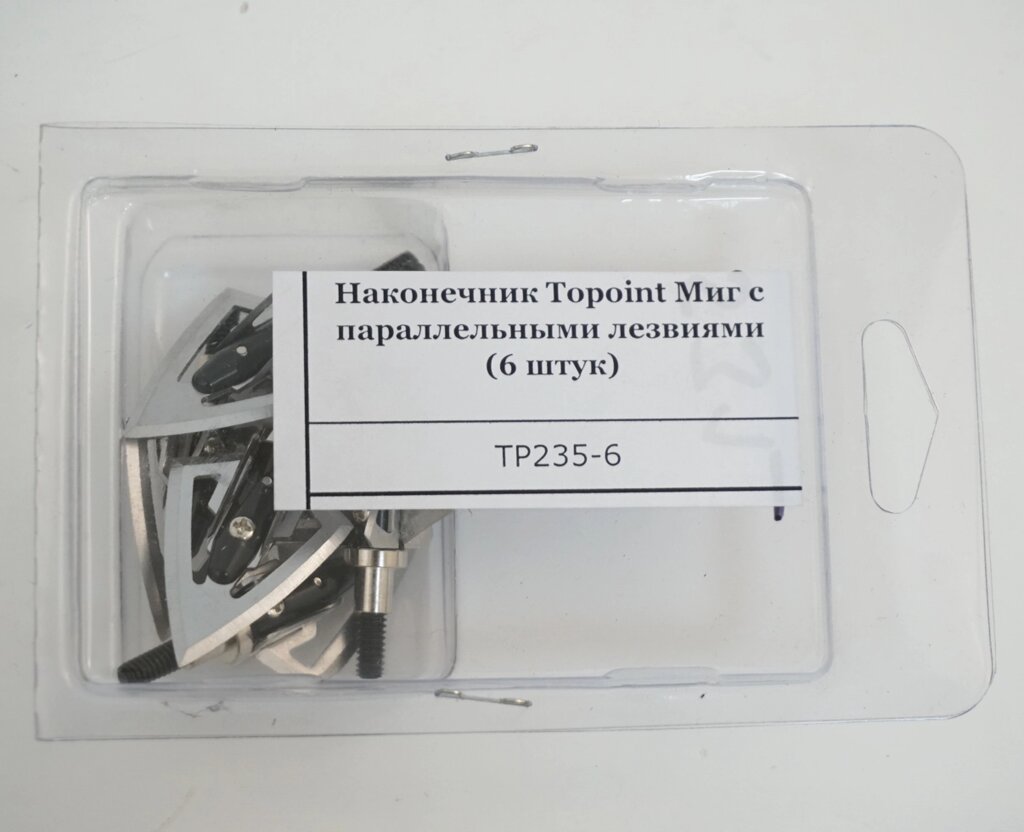 Наконечник Topoint Миг с
параллельными лезвиями
(6 штук)
TP235-6